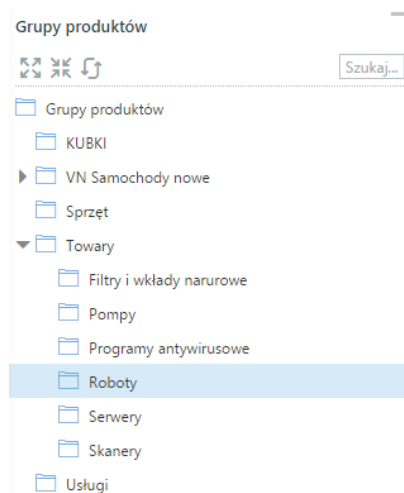 Grupy produktów
Szukaj...
Grupy produktów
KUBKI
VN Samochody nowe
Sprzęt
Towary
Filtry i wkłady narurowe
Pompy
Programy antywirusowe
Roboty
Serwery
Skanery
Usługi